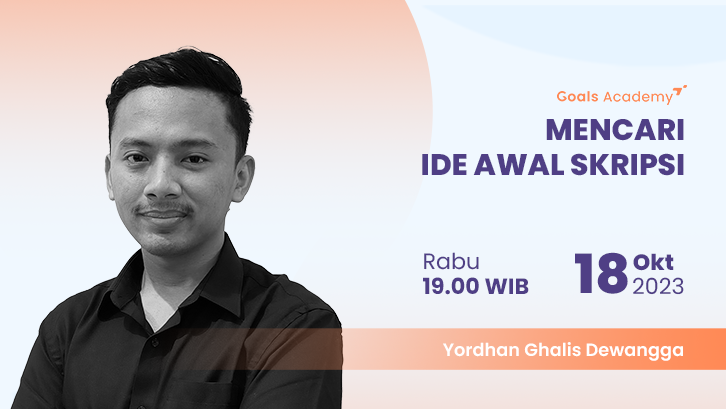 Goals Academy
MENCARI
IDE AWAL SKRIPSI
Rabu
19.00 WIB
18 Okt
2023
Yordhan Ghalis Dewangga